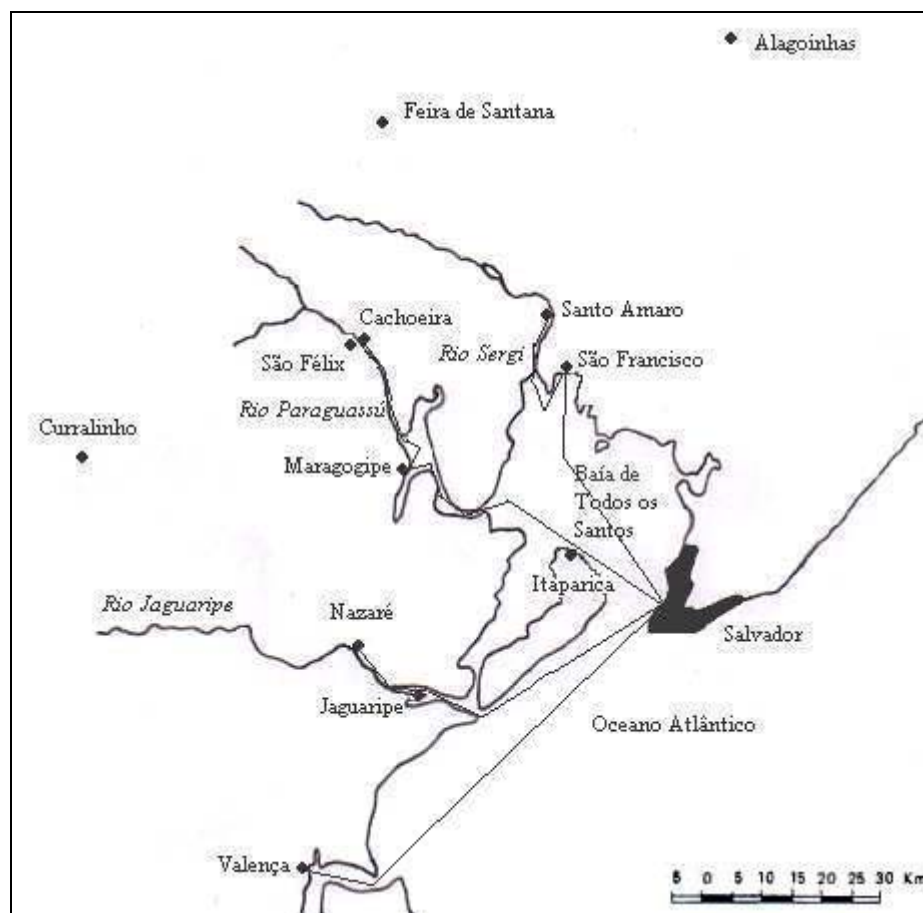 Alagoinhas
Feira de Santana
Santo Amaro
Cachoeira
Rio Sergi
São Félix
São Francisco
Rio Paraguassú
Curralinho
Maragogipe
Baía de
Todos os
Santos
Itaparica
Rio Jaguaripe
Nazaré
Salvador
Jaguaripe
Oceano Atlântico
Valença
5 0 5 10 15 20 25 30 Km